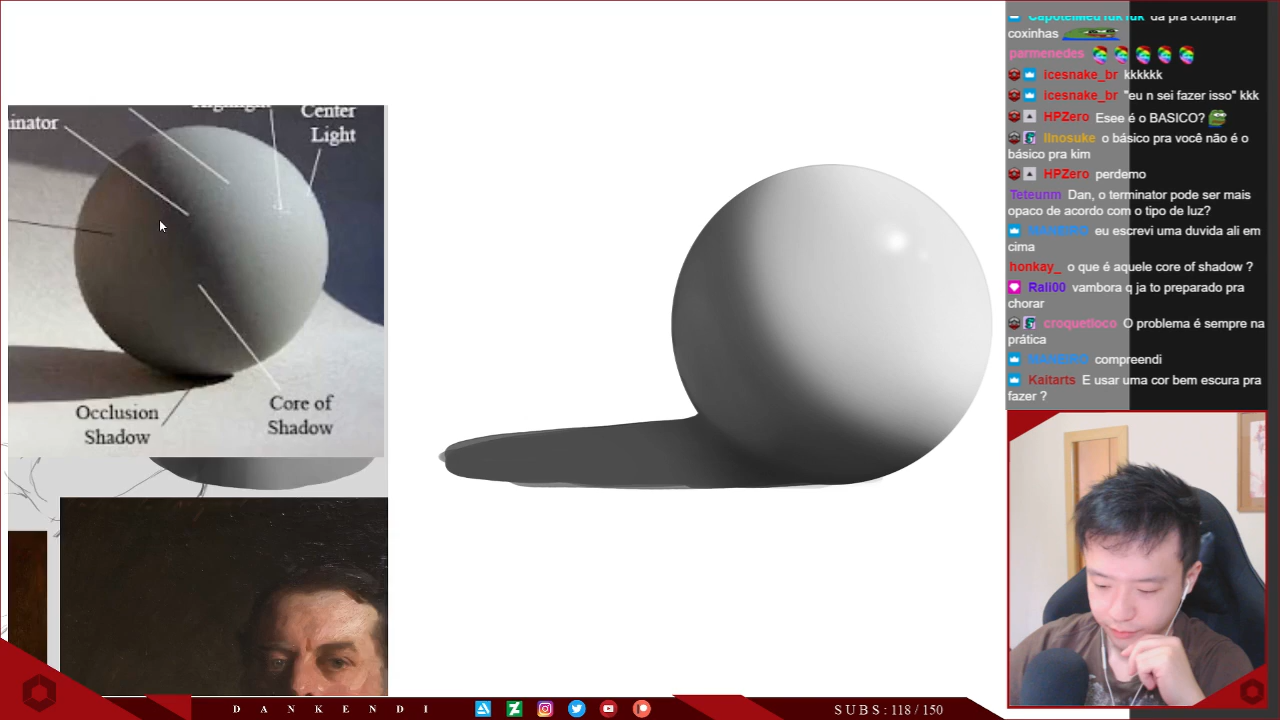 Highlight
Center
Light
inator
Occlusion
Shadow
Core of
Shadow
CapoteiMeuTukTuk da pra comprar
coxinhas
parmenedes
icesnake_br kkkkkk
icesnake_br "eu n sei fazer isso" kkk
HPZero Esee é o BASICO?
IInosuke o básico pra você não é o
básico pra kim
HPZero perdemo
Teteunm Dan, o terminator pode ser mais
opaco de acordo com o tipo de luz?
eu escrevi uma duvida ali em
cima
honkay_ o que é aquele core of shadow ?
Rali00 vambora q ja to preparado pra
chorar
croquetloco O problema é sempre na
prática
compreendi
Kaitarts E usar uma cor bem escura pra
fazer ?
DANKENDI
SUBS: 118 / 150